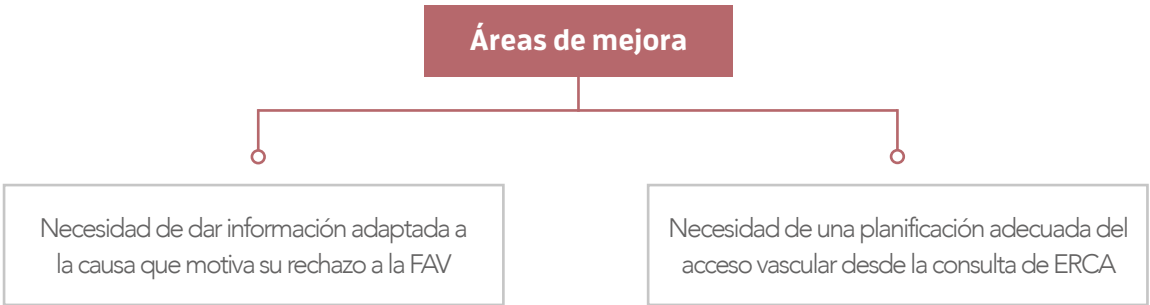 Áreas de mejora
Necesidad de dar información adaptada a
la causa que motiva su rechazo a la FAV
Necesidad de una planificación adecuada del
acceso vascular desde la consulta de ERCA